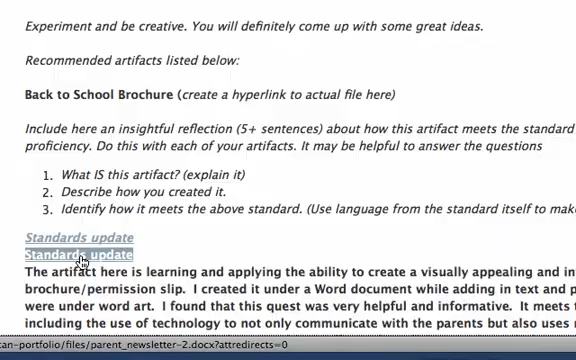 Experiment and be creative. You will definitely come up with some great ideas.
Recommended artifacts listed below:
Back to School Brochure (create a hyperlink to actual file here)
Include here an insightful reflection (5+ sentences) about how this artifact meets the standard
proficiency. Do this with each of your artifacts. It may be helpful to answer the questions
1. What IS this artifact? (explain it)
2. Describe how you created it.
3. Identify how it meets the above standard. (Use language from the standard itself to make
Standards update
Standards update
The artifact here is learning and applying the ability to create a visually appealing and in
brochure/permission slip. I created it under a Word document while adding in text and p
were under word art. I found that this quest was very helpful and informative. It meets t
including the use of technology to not only communicate with the parents but also uses
can-portfolio/files/parent_newsletter-2.docx?attredirects=0